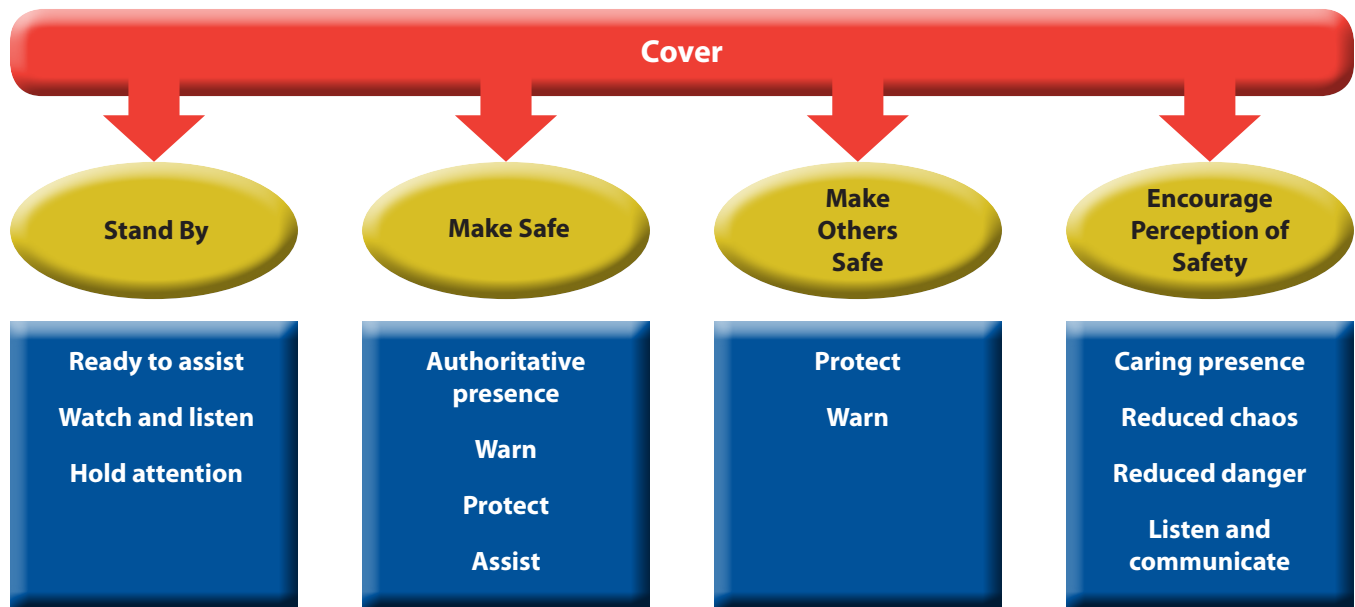 Cover
Stand By
Make Safe
Make
Others
Safe
Encourage
Perception of
Safety
Ready to assist
Watch and listen
Hold attention
Authoritative
presence
Warn
Protect
Assist
Protect
Warn
Caring presence
Reduced chaos
Reduced danger
Listen and
communicate